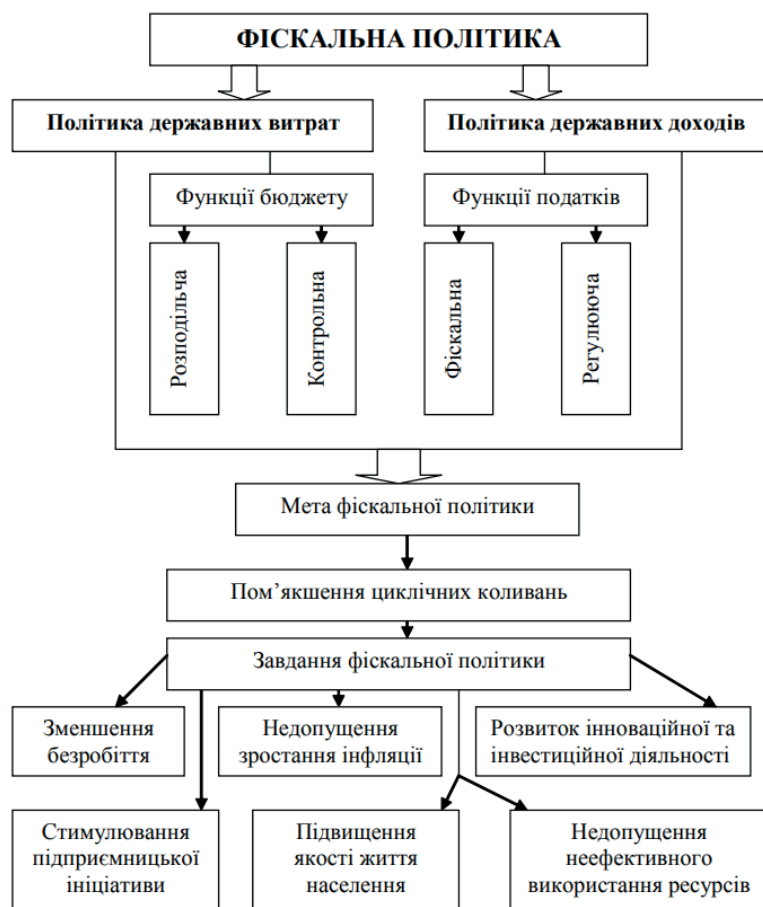 ФІСКАЛЬНА ПОЛІТИКА
Політика державних витрат
Політика державних доходів
Функції бюджету
Функції податків
Розподільча
Контрольна
Фіскальна
Регулююча
Мета фіскальної політики
Пом’якшення циклічних коливань
Завдання фіскальної політики
Зменшення
безробіття
Недопущення
зростання інфляції
Розвиток інноваційної та
інвестиційної діяльності
Стимулювання
підприємницької
ініціативи
Підвищення
якості життя
населення
Недопущення
неефективного
використання ресурсів